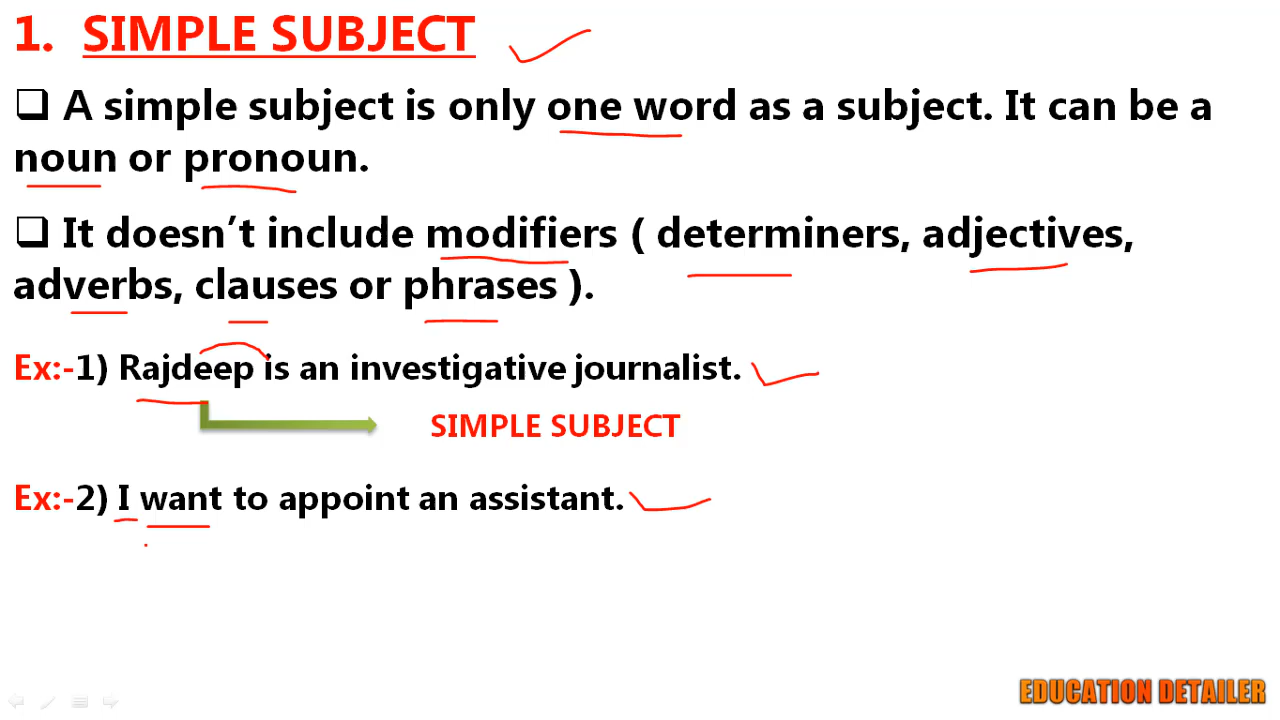 1. SIMPLE SUBJECT
❑ A simple subject is only one word as a subject. It can be a
noun or pronoun.
❑ It doesn’t include modifiers ( determiners, adjectives,
adverbs, clauses or phrases ).
Ex:-1) Rajdeep is an investigative journalist.
SIMPLE SUBJECT
Ex:-2) I want to appoint an assistant.
EDUCATION DETAILER